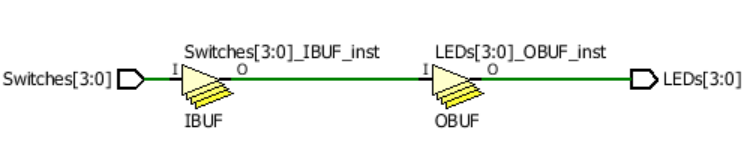 Switches[3:0]_IBUF_inst
LEDs[3:0]_OBUF_inst
Switches[3:0]
I
O
I
O
LEDs[3:0]
IBUF
OBUF